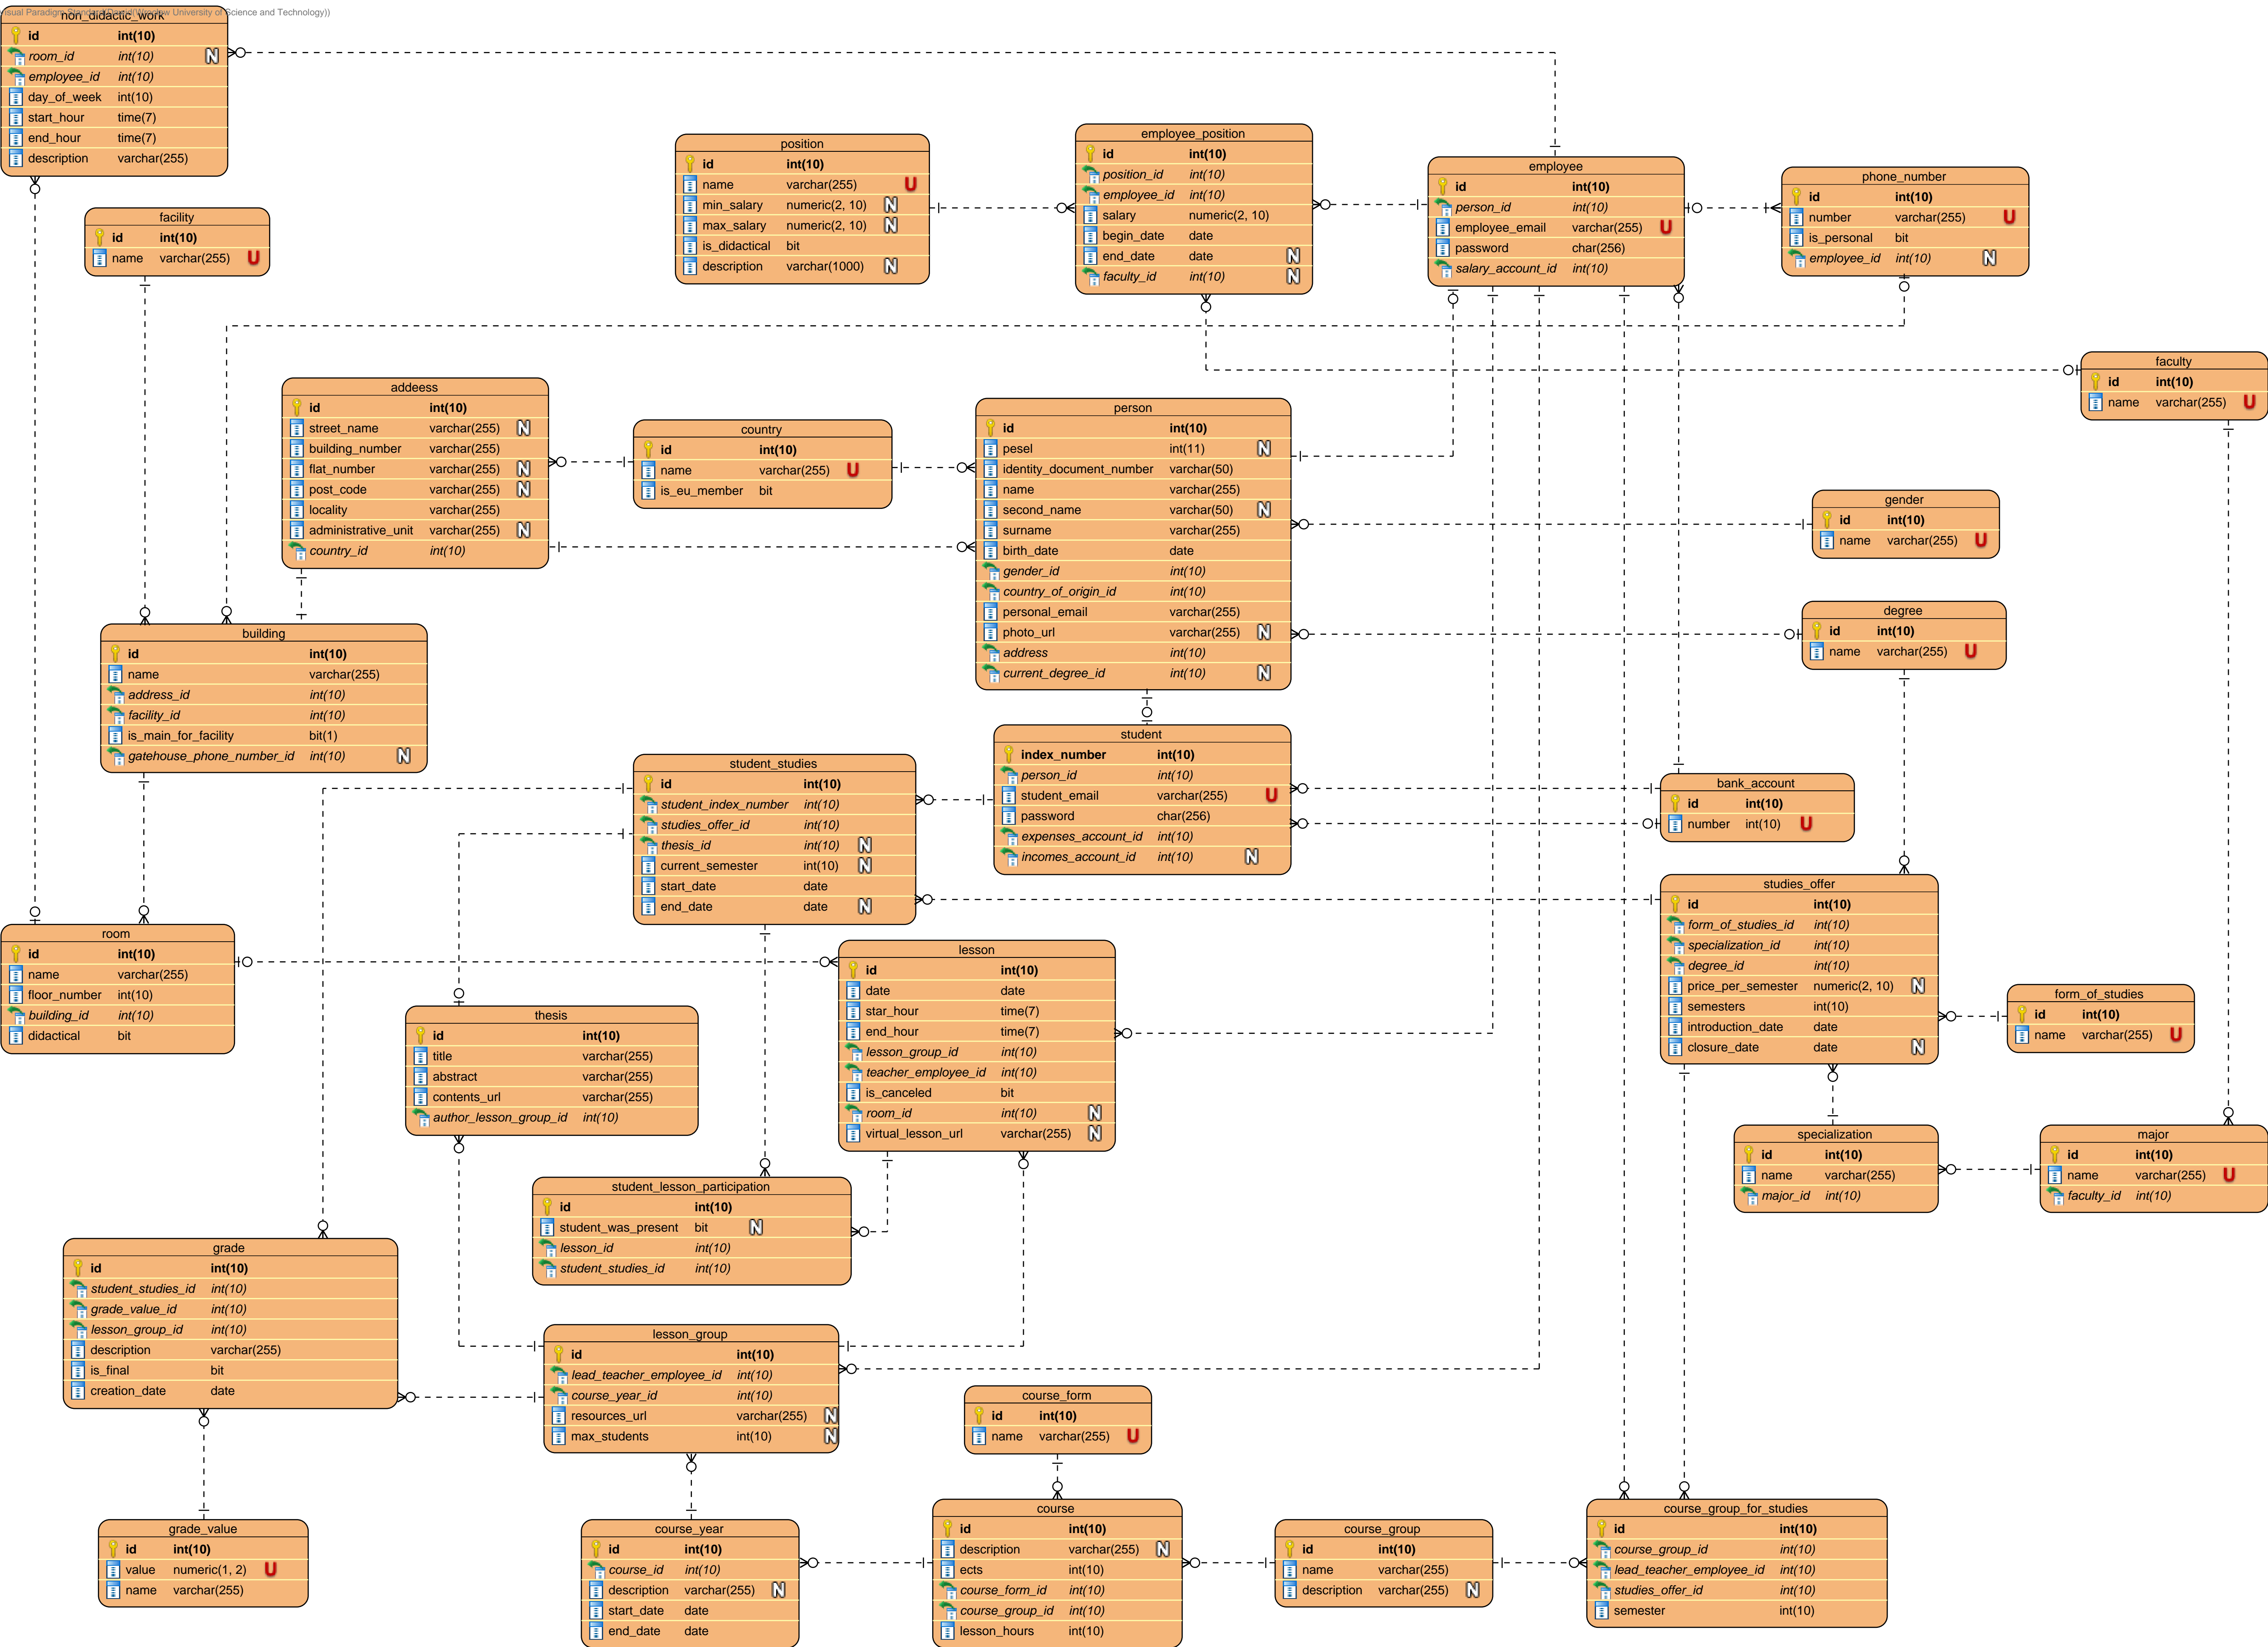 non_didactic_work
id int(10)
room_id int(10) N
employee_id int(10)
day_of_week int(10)
start_hour time(7)
end_hour time(7)
description varchar(255)
position
id int(10)
name varchar(255) U
min_salary numeric(2, 10) N
max_salary numeric(2, 10) N
is_didactical bit
description varchar(1000) N
employee_position
id int(10)
position_id int(10)
employee_id int(10)
salary numeric(2, 10)
begin_date date
end_date date N
faculty_id int(10) N
employee
id int(10)
person_id int(10)
employee_email varchar(255) U
password char(256)
salary_account_id int(10)
phone_number
id int(10)
number varchar(255) U
is_personal bit
employee_id int(10) N
facility
id int(10)
name varchar(255) U
faculty
id int(10)
name varchar(255) U
addeess
id int(10)
street_name varchar(255) N
building_number varchar(255)
flat_number varchar(255) N
post_code varchar(255) N
locality varchar(255)
administrative_unit varchar(255) N
country_id int(10)
country
id int(10)
name varchar(255) U
is_eu_member bit
person
id int(10)
pesel int(11) N
identity_document_number varchar(50)
name varchar(255)
second_name varchar(50) N
surname varchar(255)
birth_date date
gender_id int(10)
country_of_origin_id int(10)
personal_email varchar(255)
photo_url varchar(255) N
address int(10)
current_degree_id int(10) N
gender
id int(10)
name varchar(255) U
degree
id int(10)
name varchar(255) U
building
id int(10)
name varchar(255)
address_id int(10)
facility_id int(10)
is_main_for_facility bit(1)
gatehouse_phone_number_id int(10) N
student_studies
id int(10)
student_index_number int(10)
studies_offer_id int(10)
thesis_id int(10) N
current_semester int(10) N
start_date date
end_date date N
student
index_number int(10)
person_id int(10)
student_email varchar(255) U
password char(256)
expenses_account_id int(10)
incomes_account_id int(10) N
bank_account
id int(10)
number int(10) U
studies_offer
id int(10)
form_of_studies_id int(10)
specialization_id int(10)
degree_id int(10)
price_per_semester numeric(2, 10) N
semesters int(10)
introduction_date date
closure_date date N
form_of_studies
id int(10)
name varchar(255) U
room
id int(10)
name varchar(255)
floor_number int(10)
building_id int(10)
didactical bit
thesis
id int(10)
title varchar(255)
abstract varchar(255)
contents_url varchar(255)
author_lesson_group_id int(10)
lesson
id int(10)
date date
star_hour time(7)
end_hour time(7)
lesson_group_id int(10)
teacher_employee_id int(10)
is_canceled bit
room_id int(10) N
virtual_lesson_url varchar(255) N
specialization
id int(10)
name varchar(255)
major_id int(10)
major
id int(10)
name varchar(255) U
faculty_id int(10)
student_lesson_participation
id int(10)
student_was_present bit N
lesson_id int(10)
student_studies_id int(10)
grade
id int(10)
student_studies_id int(10)
grade_value_id int(10)
lesson_group_id int(10)
description varchar(255)
is_final bit
creation_date date
lesson_group
id int(10)
lead_teacher_employee_id int(10)
course_year_id int(10)
resources_url varchar(255) N
max_students int(10) N
course_form
id int(10)
name varchar(255) U
grade_value
id int(10)
value numeric(1, 2) U
name varchar(255)
course_year
id int(10)
course_id int(10)
description varchar(255) N
start_date date
end_date date
course
id int(10)
description varchar(255) N
ects int(10)
course_form_id int(10)
course_group_id int(10)
lesson_hours int(10)
course_group
id int(10)
name varchar(255)
description varchar(255) N
course_group_for_studies
id int(10)
course_group_id int(10)
lead_teacher_employee_id int(10)
studies_offer_id int(10)
semester int(10)
University of Science and Technology))